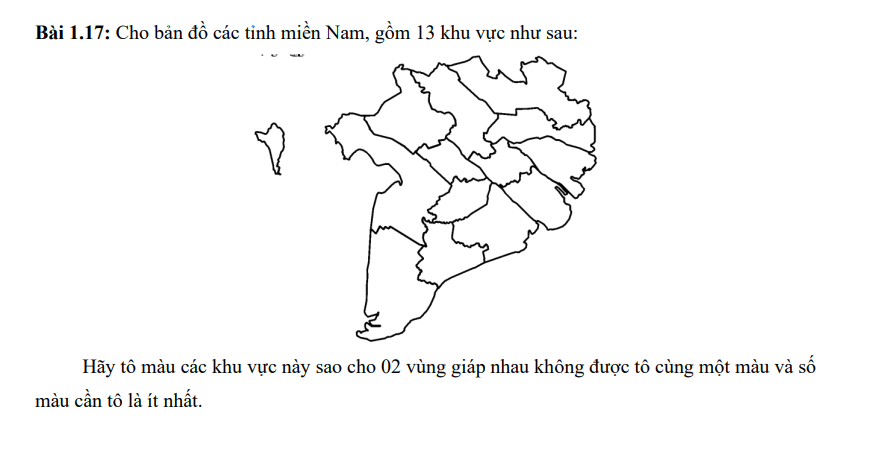 Bài 1.17: Cho bản đồ các tỉnh miền Nam, gồm 13 khu vực như sau:
Hãy tô màu các khu vực này sao cho 02 vùng giáp nhau không được tô cùng một màu và số
màu cần tô là ít nhất.